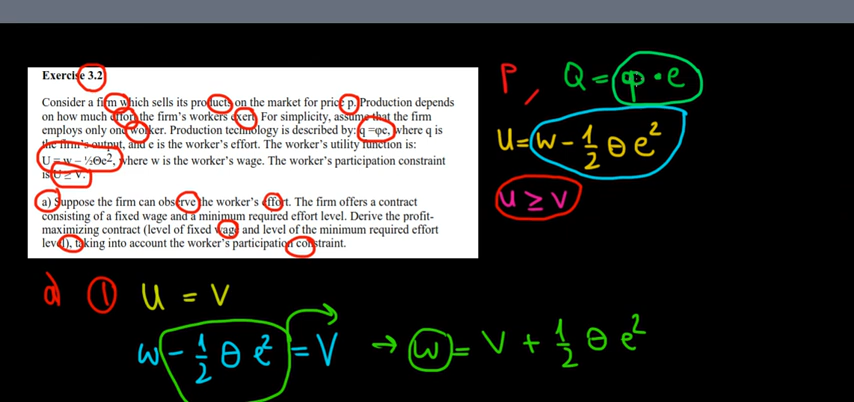 Exercise 3.2
Consider a firm which sells its products on the market for price p. Production depends
on how much effort the firm's workers exert. For simplicity, assume that the firm
employs only one worker. Production technology is described by: q =φe, where q is
the firm's output, and e is the worker's effort. The worker's utility function is:
U = w – ½Θe², where w is the worker's wage. The worker's participation constraint
is U ≥ V.
a) Suppose the firm can observe the worker's effort. The firm offers a contract
consisting of a fixed wage and a minimum required effort level. Derive the profit-
maximizing contract (level of fixed wage and level of the minimum required effort
level), taking into account the worker's participation constraint.
P, Q = φ · e
U = w - 1/2 θ e²
U ≥ V
a) ① U = V
w - 1/2 θ e² = V → w = V + 1/2 θ e²